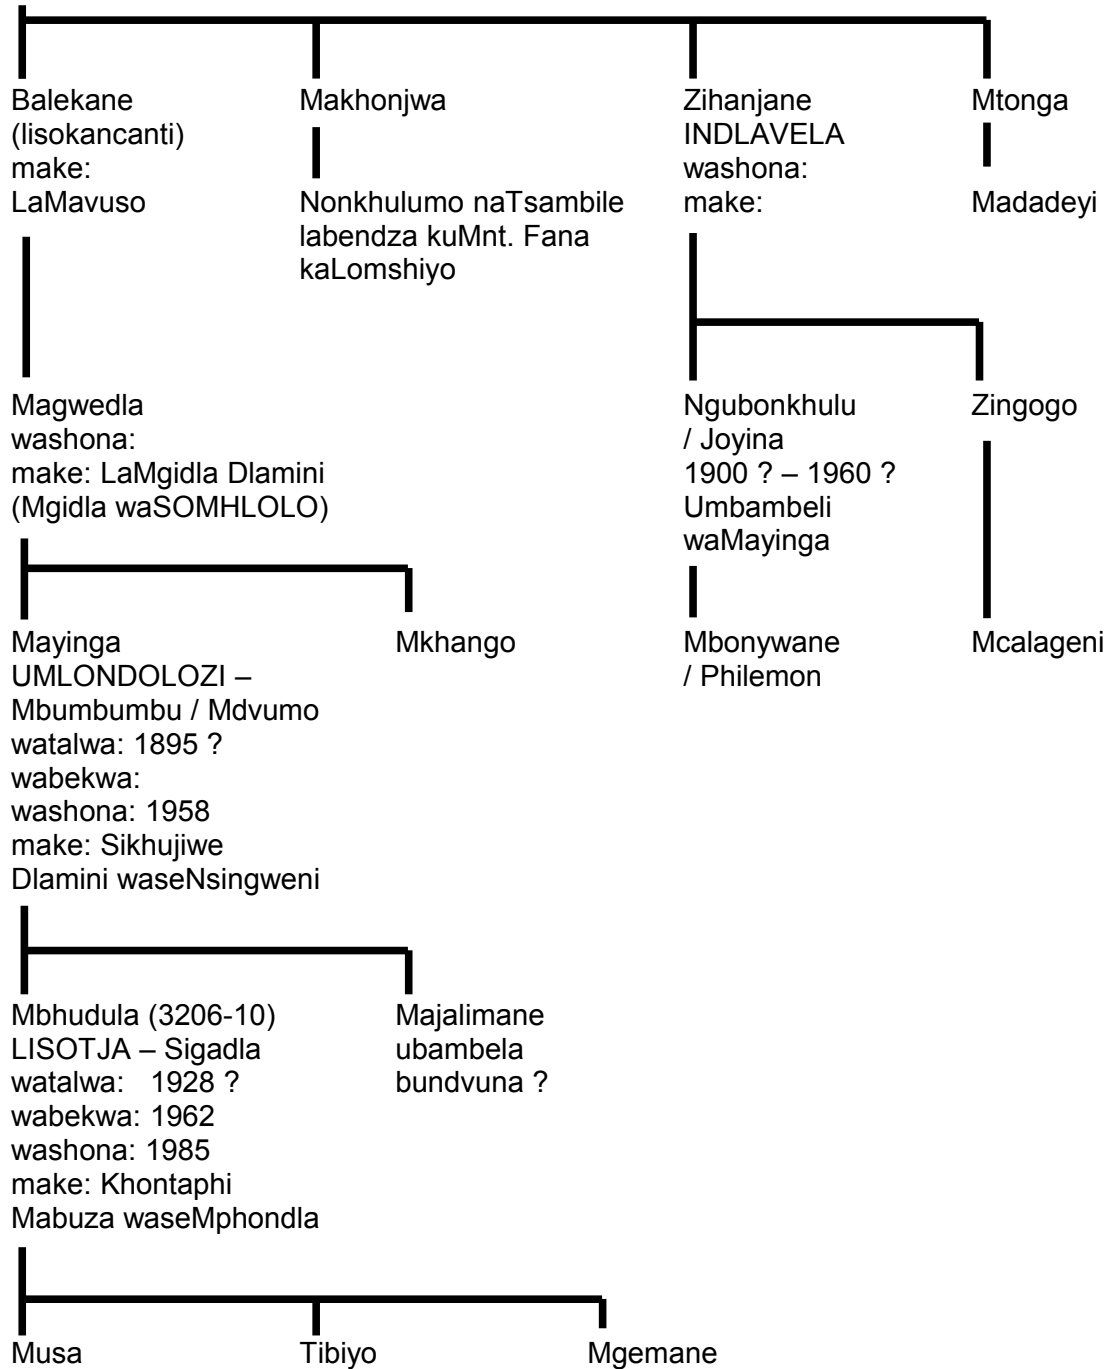 Balekane
(lisokancanti)
make:
LaMavuso
Makhonjwa
Nonkhulumo naTsambile
labendza kuMnt. Fana
kaLomshiyo
Zihanjane
INDLAVELA
washona:
make:
Mtonga
Madadeyi
Magwedla
washona:
make: LaMgidla Dlamini
(Mgidla waSOMHLOLO)
Ngubonkhulu
/ Joyina
1900 ? – 1960 ?
Umbambeli
waMayinga
Zingogo
Mayinga
UMLONDOLOZI –
Mbumbumbu / Mdvumo
watalwa: 1895 ?
wabekwa:
washona: 1958
make: Sikhujiwe
Dlamini waseNsingweni
Mkhango
Mbonywane
/ Philemon
Mcalageni
Mbhudula (3206-10)
LISOTJA – Sigadla
watalwa:   1928 ?
wabekwa: 1962
washona: 1985
make: Khontaphi
Mabuza waseMphondla
Majalimane
ubambela
bundvuna ?
Musa
Tibiyo
Mgemane